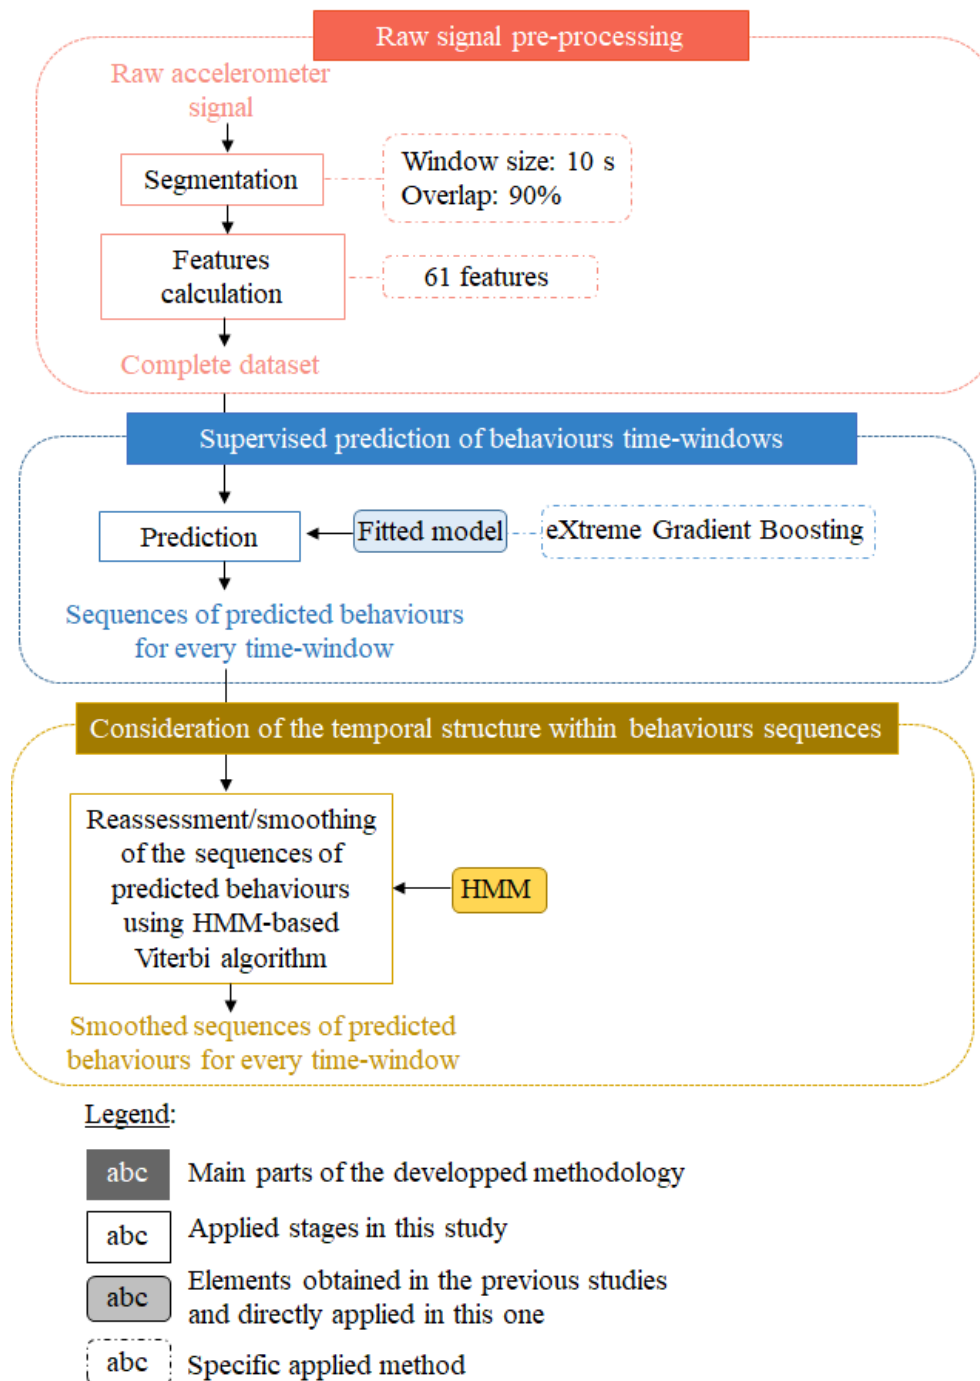 Raw signal pre-processing
Raw accelerometer
signal
Segmentation
Window size: 10 s
Overlap: 90%
Features
calculation
61 features
Complete dataset
Supervised prediction of behaviours time-windows
Prediction
Fitted model
eXtreme Gradient Boosting
Sequences of predicted behaviours
for every time-window
Consideration of the temporal structure within behaviours sequences
Reassessment/smoothing
of the sequences of
predicted behaviours
using HMM-based
Viterbi algorithm
HMM
Smoothed sequences of predicted
behaviours for every time-window
Legend:
abc
Main parts of the developped methodology
abc
Applied stages in this study
abc
Elements obtained in the previous studies
and directly applied in this one
abc
Specific applied method